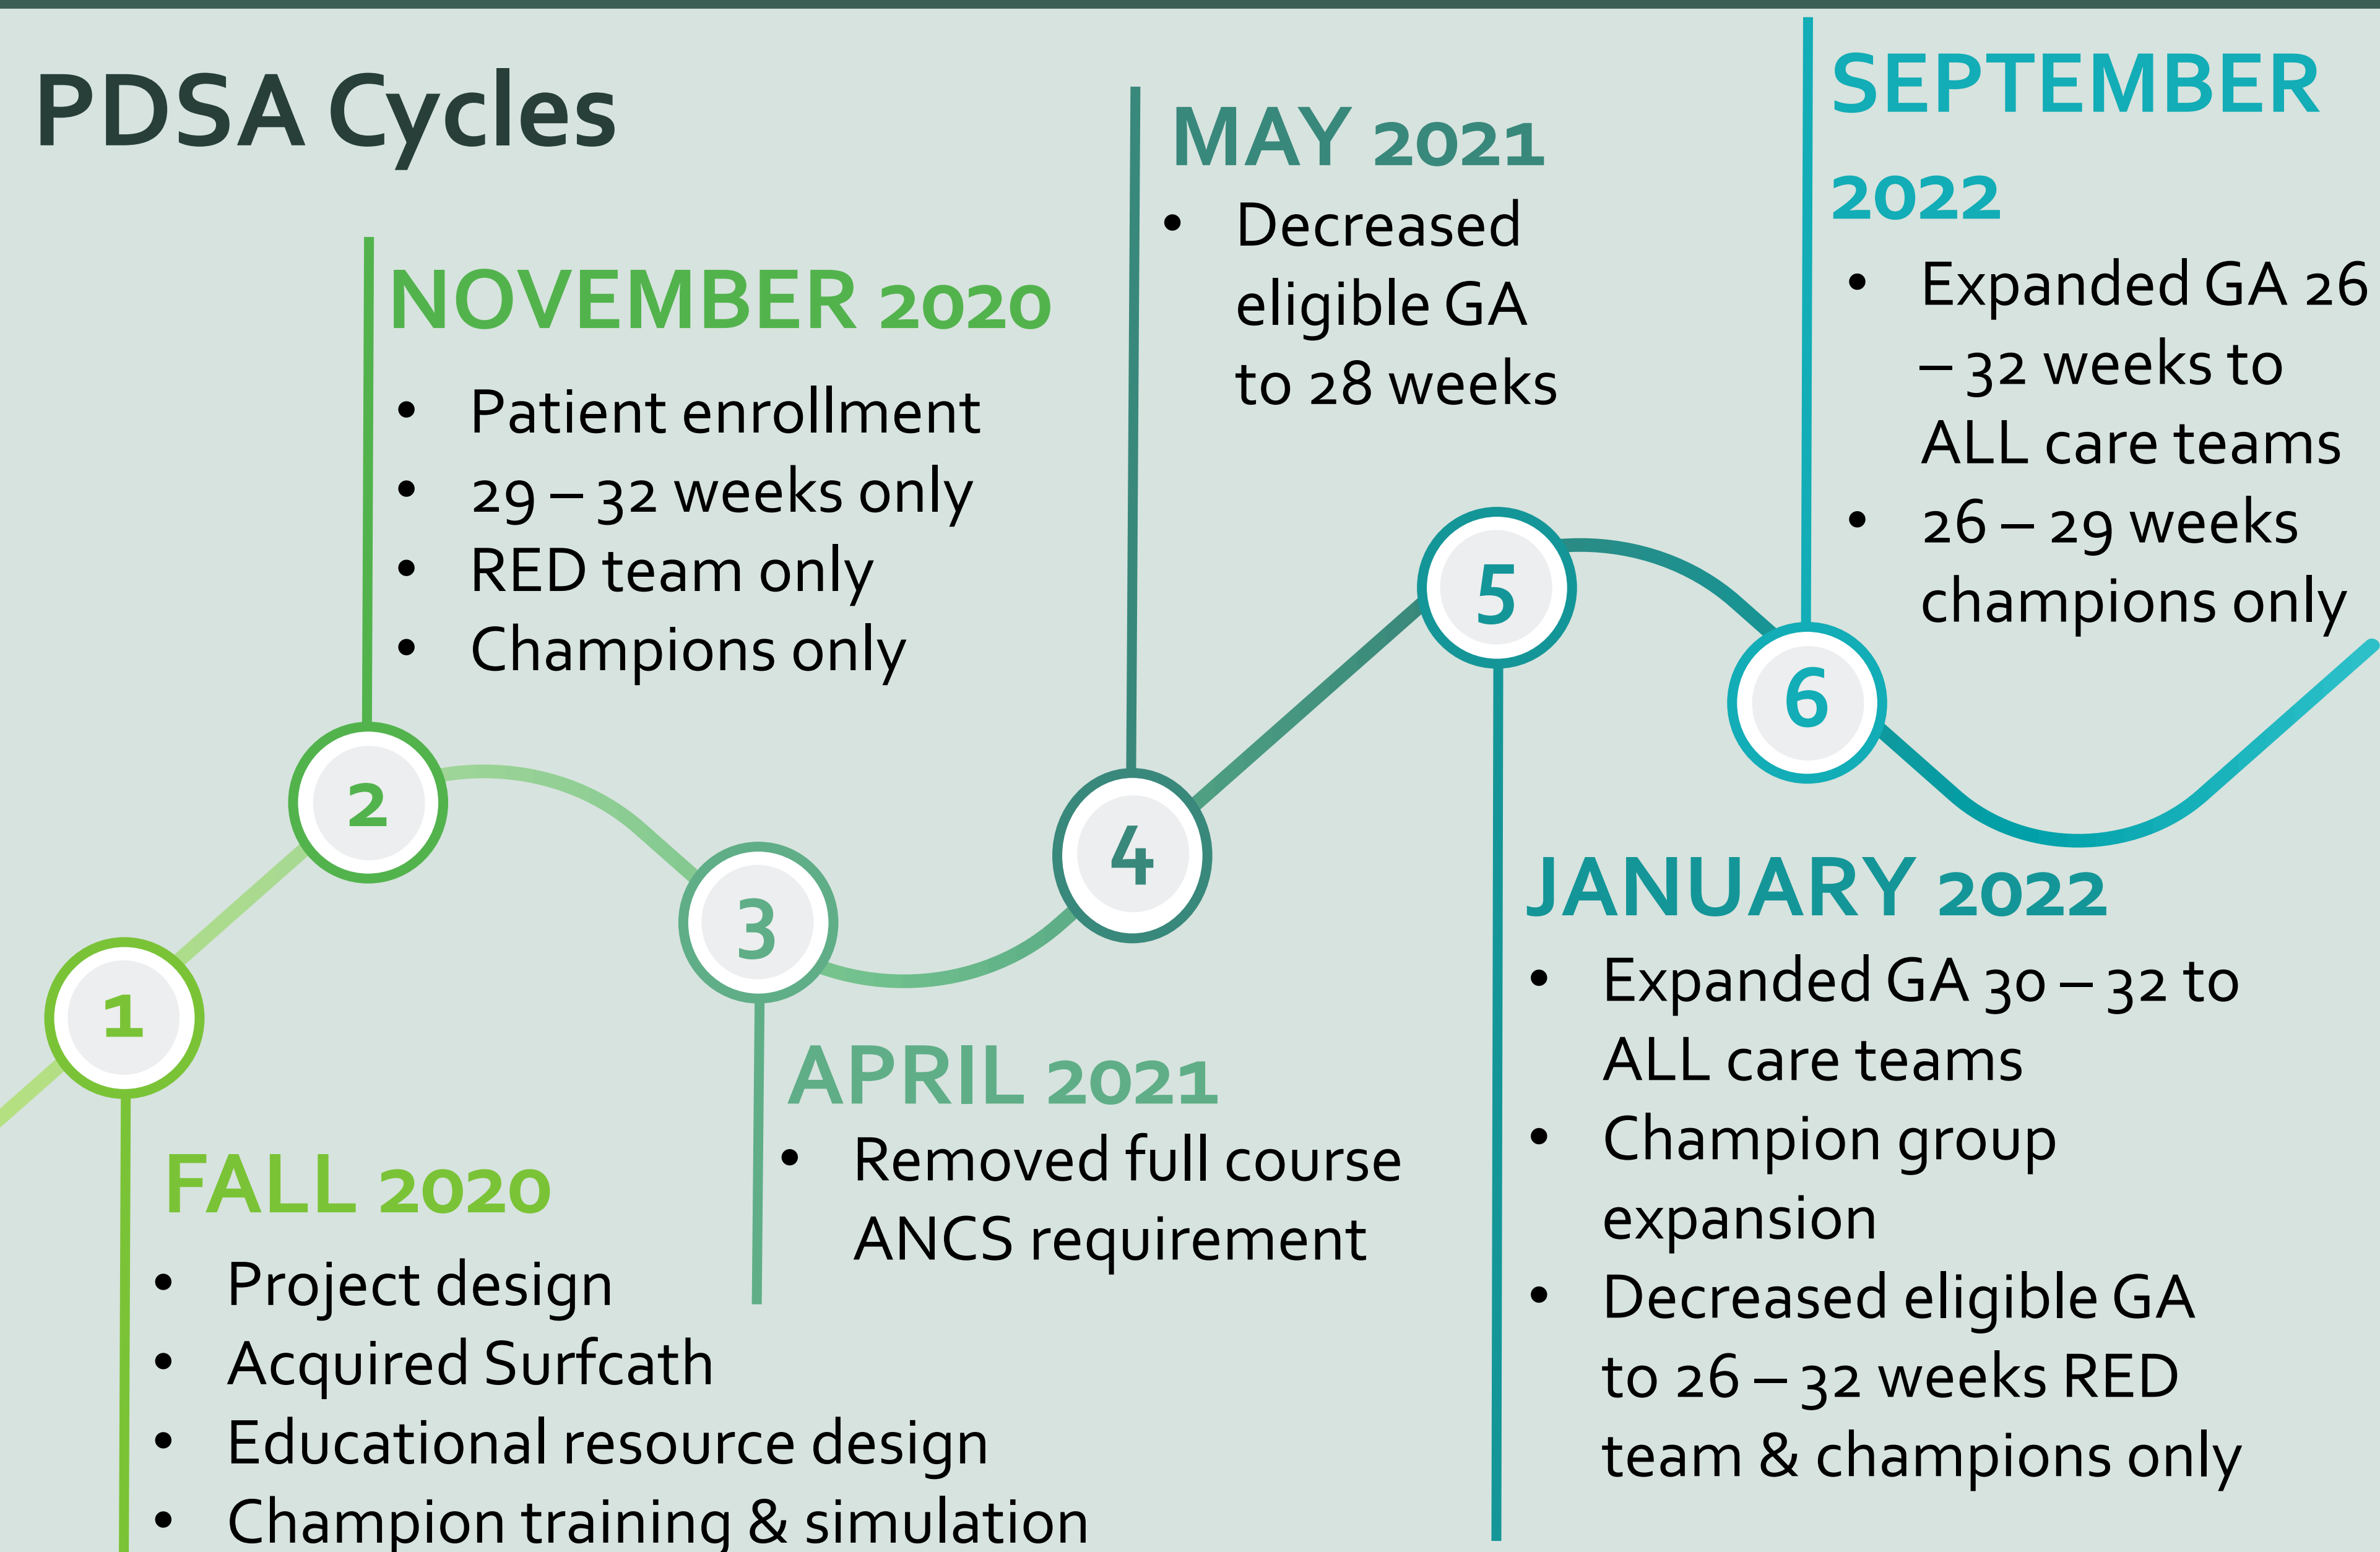 PDSA Cycles
1
FALL 2020
• Project design
• Acquired Surfcath
• Educational resource design
• Champion training & simulation
2
NOVEMBER 2020
• Patient enrollment
• 29 – 32 weeks only
• RED team only
• Champions only
3
APRIL 2021
• Removed full course
ANCS requirement
4
MAY 2021
• Decreased
eligible GA
to 28 weeks
5
JANUARY 2022
• Expanded GA 30 – 32 to
ALL care teams
• Champion group
expansion
• Decreased eligible GA
to 26 – 32 weeks RED
team & champions only
6
SEPTEMBER
2022
• Expanded GA 26
– 32 weeks to
ALL care teams
• 26 – 29 weeks
champions only